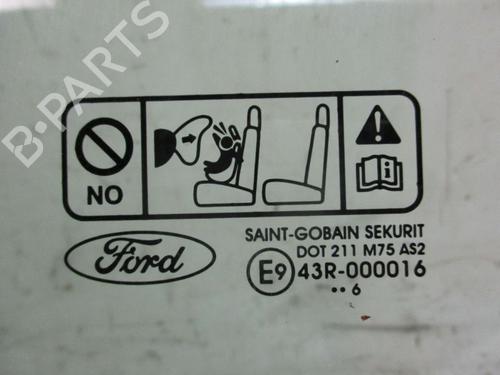 B-PARTS
NO
i
Ford
SAINT-GOBAIN SEKURIT
DOT 211 M75 AS2
E9 43R-000016
•• 6